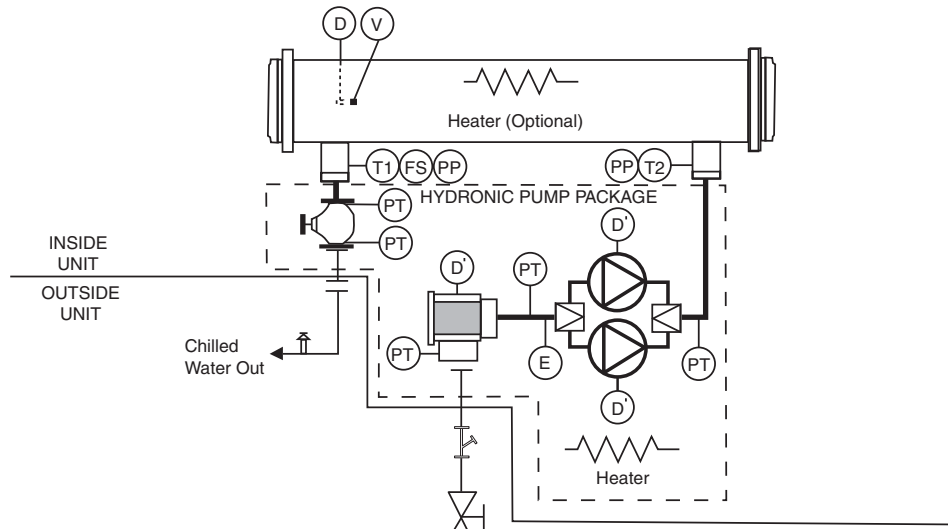 D V
Heater (Optional)
T1 FS PP
PP T2
HYDRONIC PUMP PACKAGE
PT
D'
PT
INSIDE
UNIT
D'
PT
OUTSIDE
UNIT
Chilled
Water Out
PT
E
PT
D'
Heater